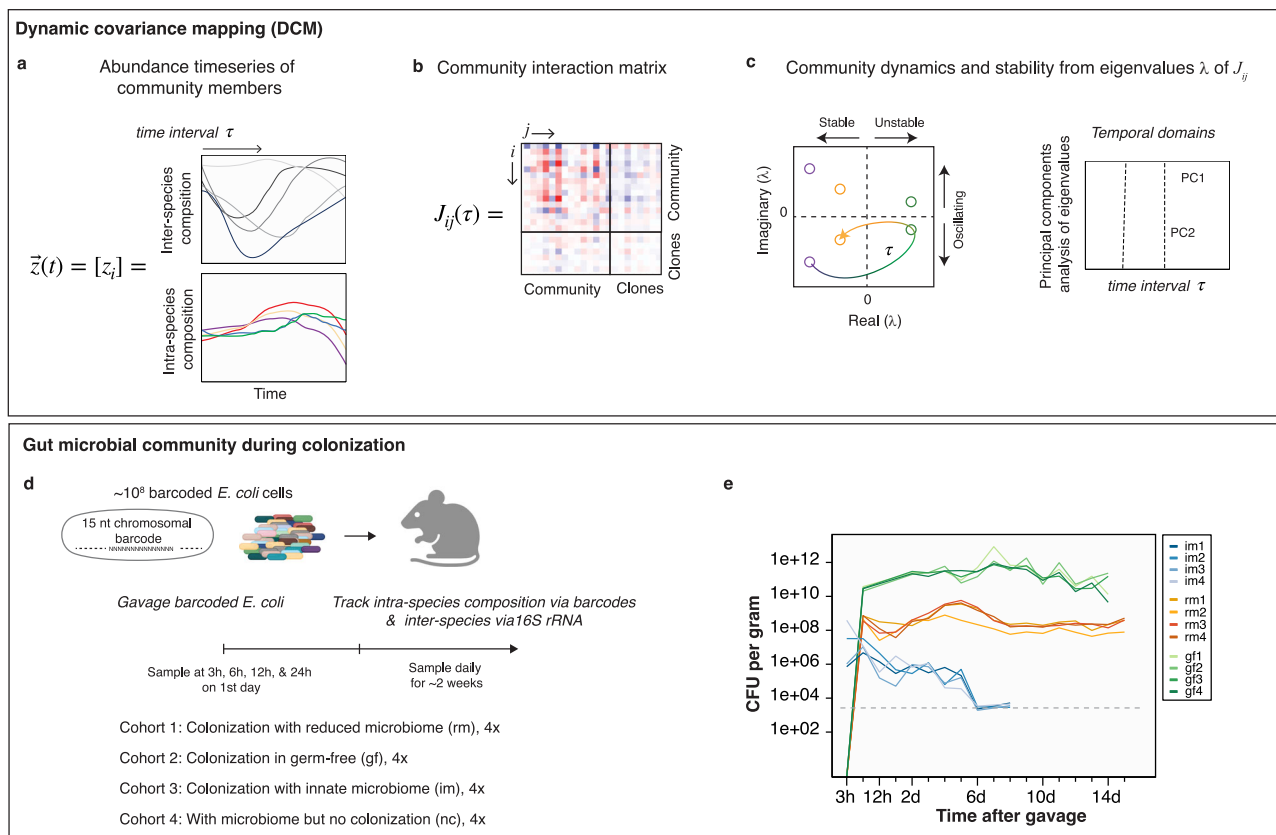 Dynamic covariance mapping (DCM)
a
Abundance timeseries of
community members
time interval τ
Inter-species
composition
z⃗(t) = [zᵢ] =
Intra-species
composition
Time
b
Community interaction matrix
j
i
Jᵢⱼ(τ) =
Community
Clones
Community
Clones
c
Community dynamics and stability from eigenvalues λ of Jᵢⱼ
Stable
Unstable
Imaginary (λ)
0
τ
Oscillating
0
Real (λ)
Temporal domains
Principal components
analysis of eigenvalues
PC1
PC2
time interval τ
Gut microbial community during colonization
d
~10⁸ barcoded E. coli cells
15 nt chromosomal
barcode
NNNNNNNNNNNNNNN
Gavage barcoded E. coli
Track intra-species composition via barcodes
& inter-species via16S rRNA
Sample at 3h, 6h, 12h, & 24h
on 1st day
Sample daily
for ~2 weeks
Cohort 1: Colonization with reduced microbiome (rm), 4x
Cohort 2: Colonization in germ-free (gf), 4x
Cohort 3: Colonization with innate microbiome (im), 4x
Cohort 4: With microbiome but no colonization (nc), 4x
e
CFU per gram
1e+12
1e+10
1e+08
1e+06
1e+04
1e+02
3h
12h
2d
6d
10d
14d
Time after gavage
im1
im2
im3
im4
rm1
rm2
rm3
rm4
gf1
gf2
gf3
gf4